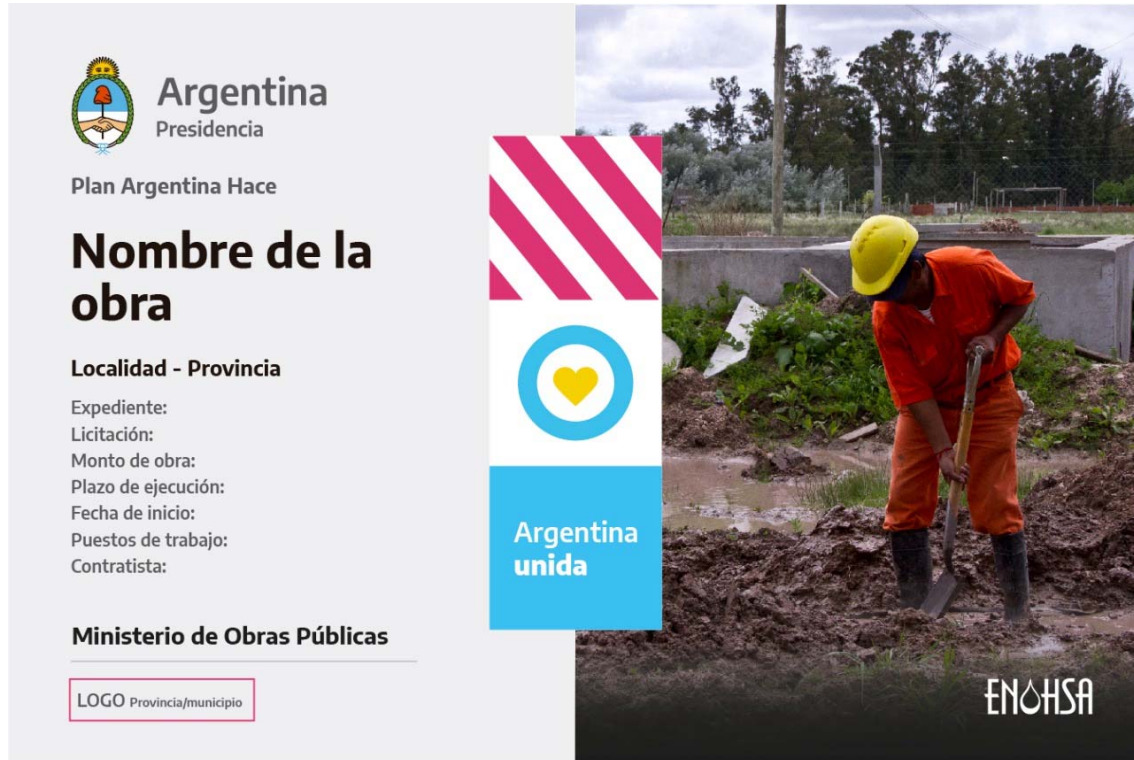 Argentina
Presidencia
Plan Argentina Hace
Nombre de la
obra
Localidad - Provincia
Expediente:
Licitación:
Monto de obra:
Plazo de ejecución:
Fecha de inicio:
Puestos de trabajo:
Contratista:
Ministerio de Obras Públicas
LOGO Provincia/municipio
Argentina
unida
ENOHSA